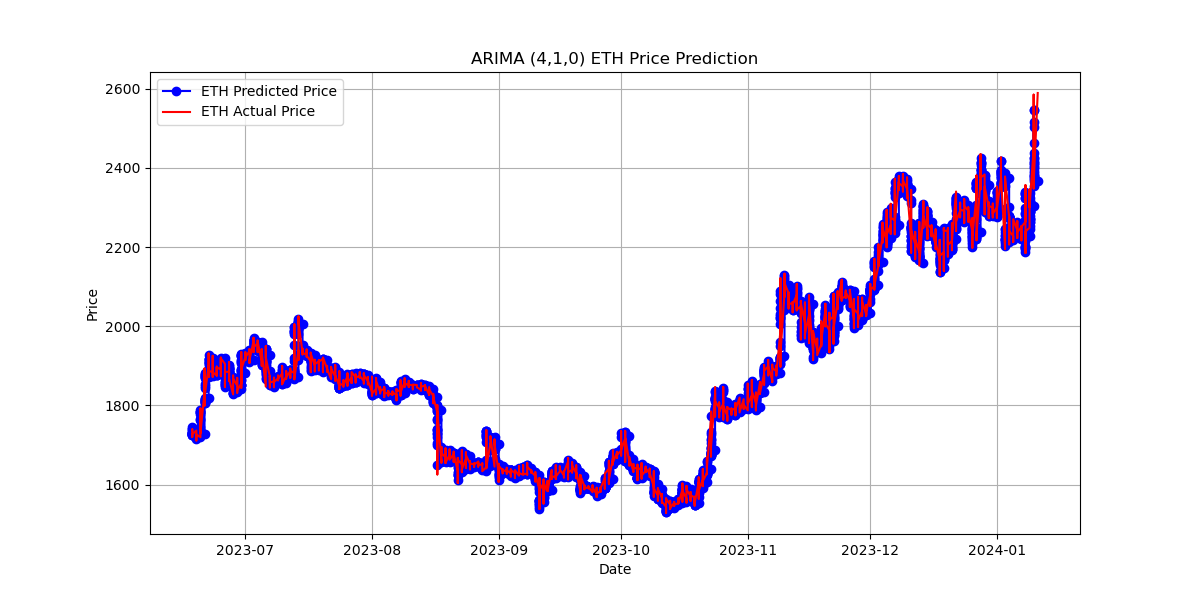 ARIMA (4,1,0) ETH Price Prediction
ETH Predicted Price
ETH Actual Price
2600
2400
2200
2000
1800
1600
Price
2023-07 2023-08 2023-09 2023-10 2023-11 2023-12 2024-01
Date